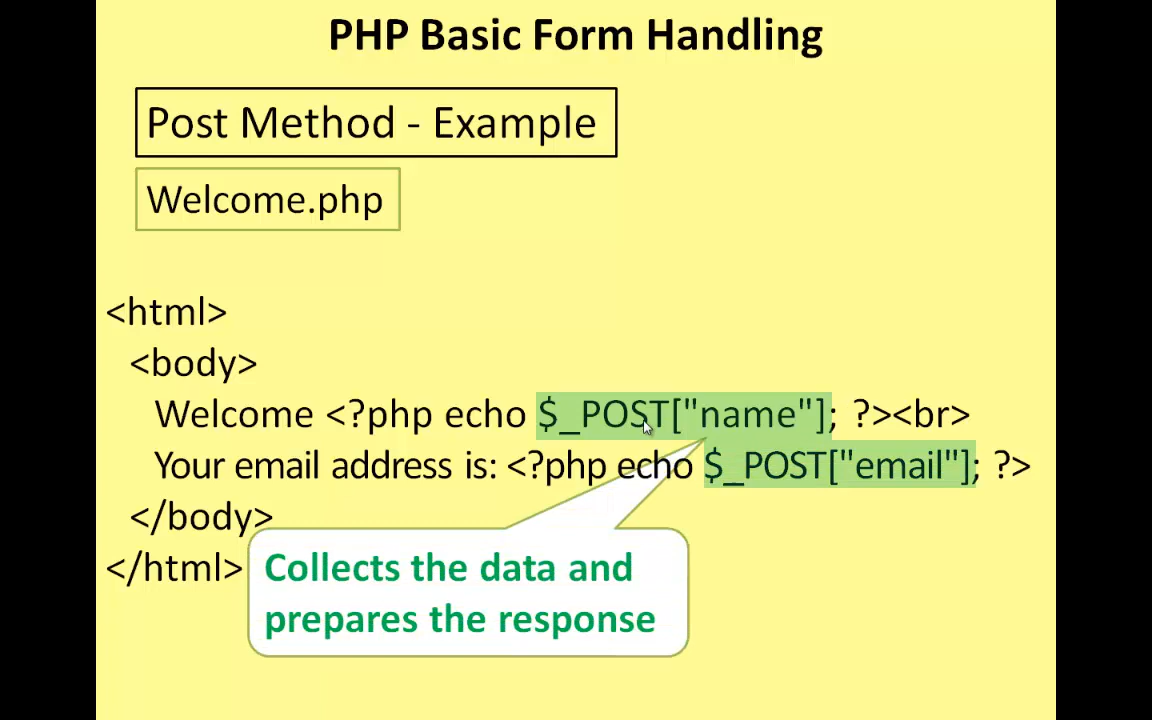 PHP Basic Form Handling
Post Method - Example
Welcome.php
<html>
<body>
Welcome <?php echo $_POST["name"]; ?><br>
Your email address is: <?php echo $_POST["email"]; ?>
</body>
</html>
Collects the data and
prepares the response